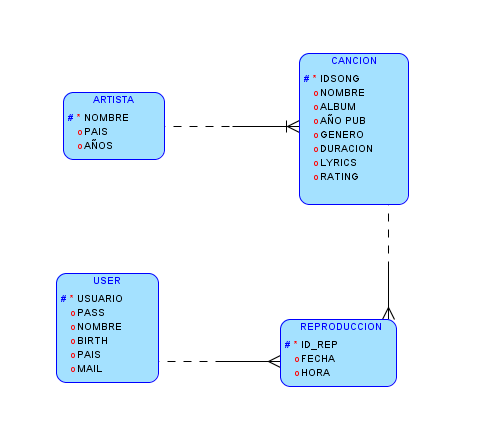 CANCION
# * IDSONG
o NOMBRE
o ALBUM
o AÑO PUB
o GENERO
o DURACION
o LYRICS
o RATING
ARTISTA
# * NOMBRE
o PAIS
o AÑOS
USER
# * USUARIO
o PASS
o NOMBRE
o BIRTH
o PAIS
o MAIL
REPRODUCCION
# * ID_REP
o FECHA
o HORA